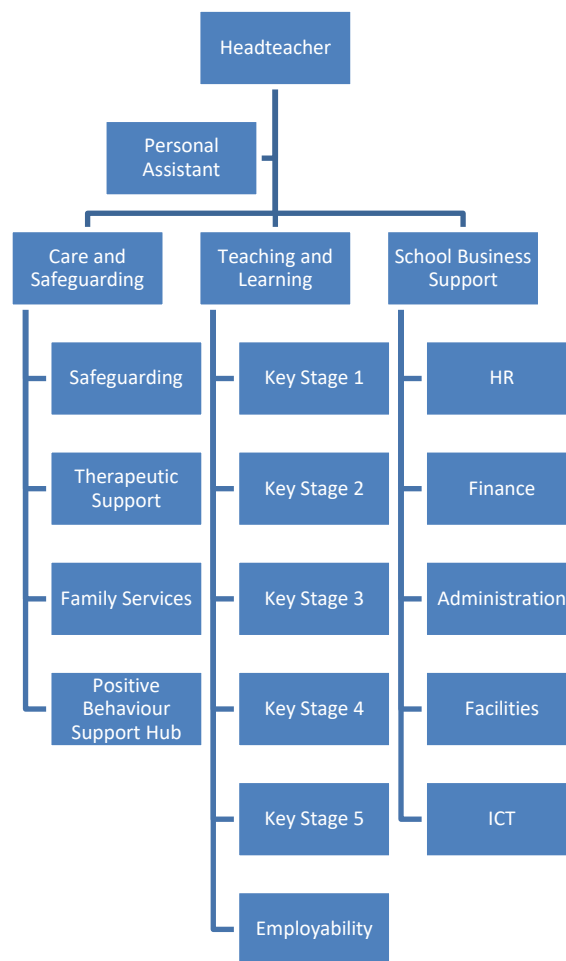 Headteacher
Personal
Assistant
Care and
Safeguarding
Teaching and
Learning
School Business
Support
Safeguarding
Key Stage 1
HR
Therapeutic
Support
Key Stage 2
Finance
Family Services
Key Stage 3
Administration
Positive
Behaviour
Support Hub
Key Stage 4
Facilities
Key Stage 5
ICT
Employability